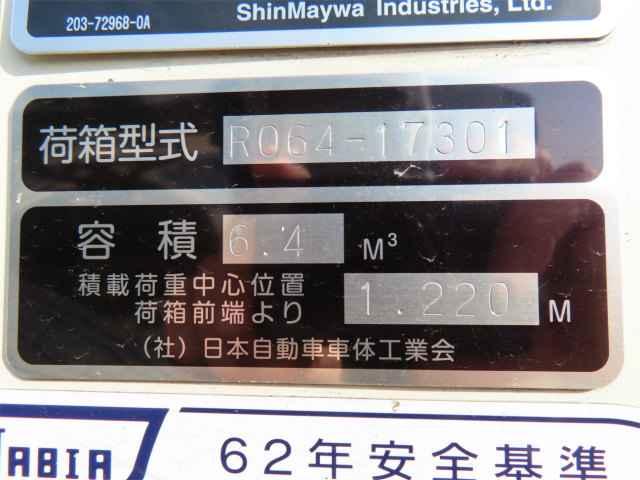 ShinMaywa Industries, Ltd.
203-72968-0A
荷箱型式 R064-17301
容積 6.4 M³
積載荷重中心位置
荷箱前端より 1.220 M
（社）日本自動車車体工業会
JABIA 62年安全基準